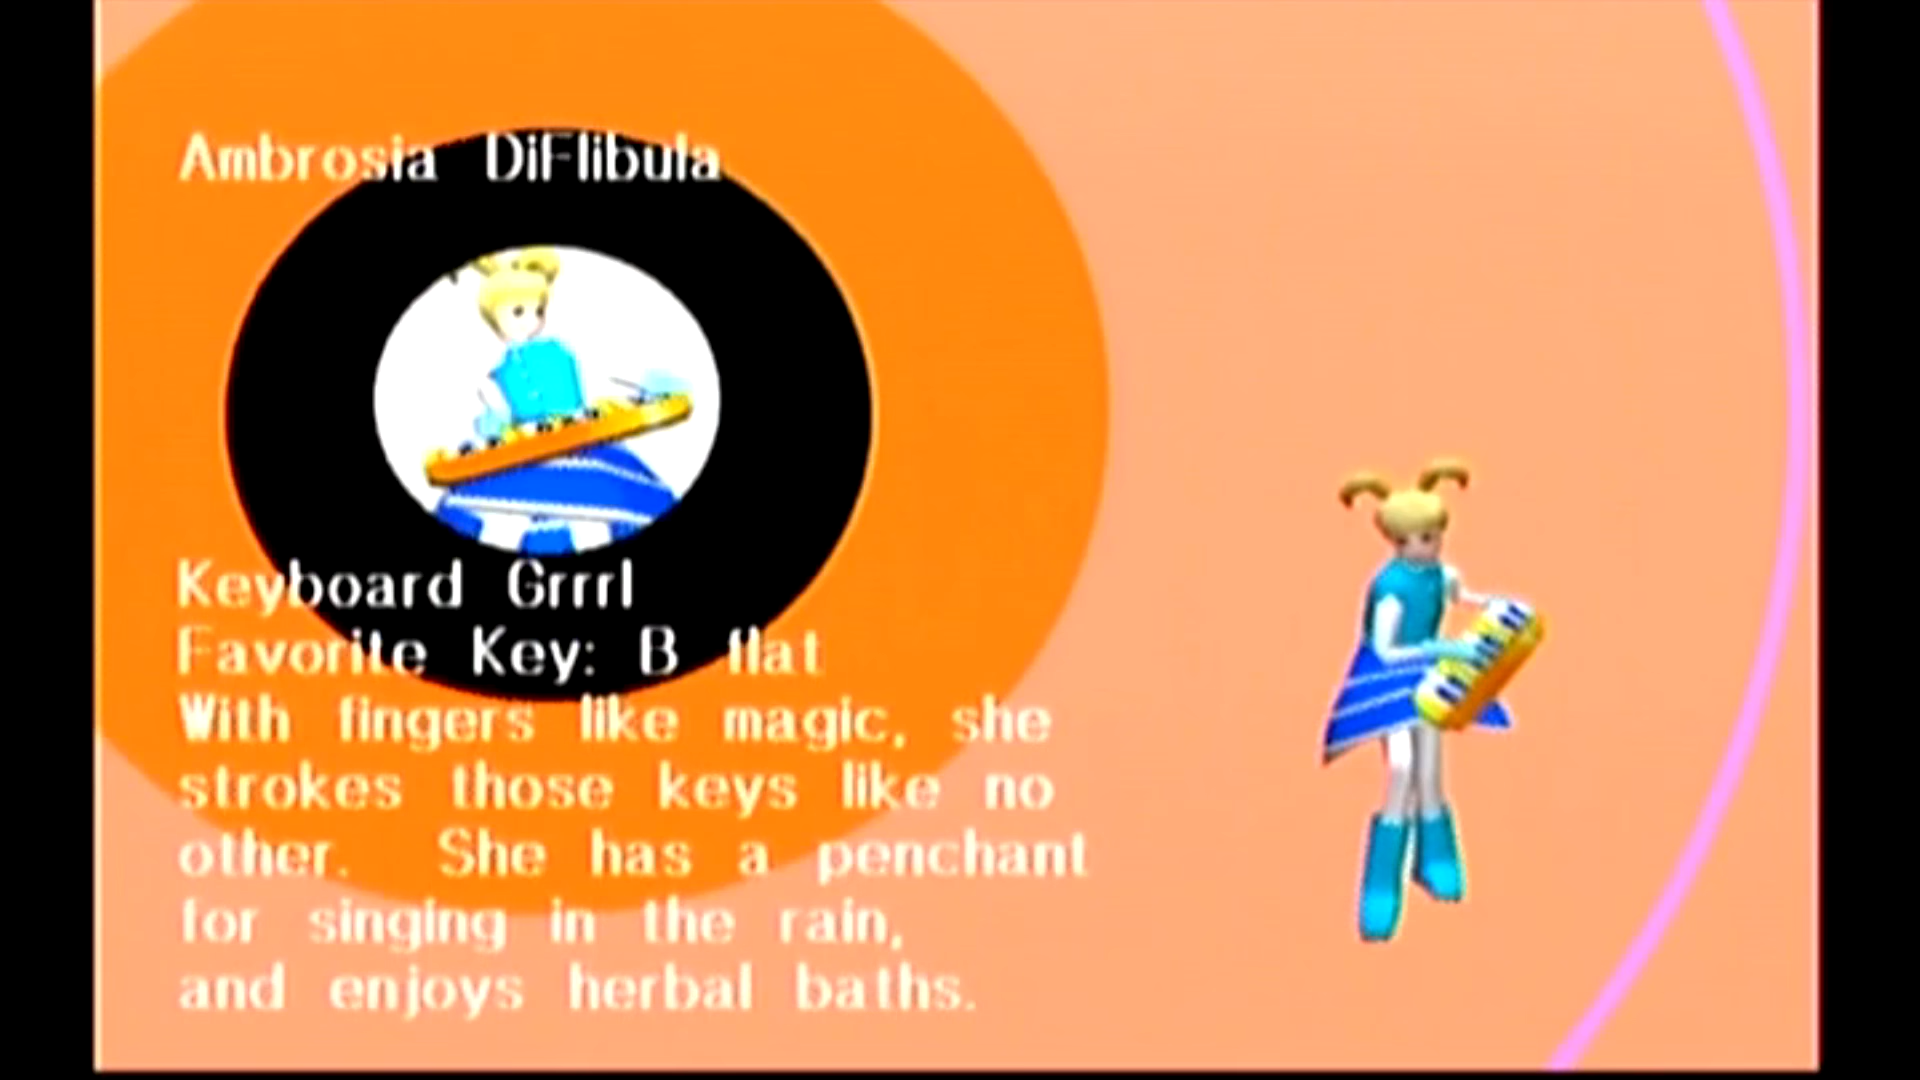 Ambrosia DiFlibula
Keyboard Grrrl
Favorite Key: B flat
With fingers like magic, she
strokes those keys like no
other. She has a penchant
for singing in the rain,
and enjoys herbal baths.